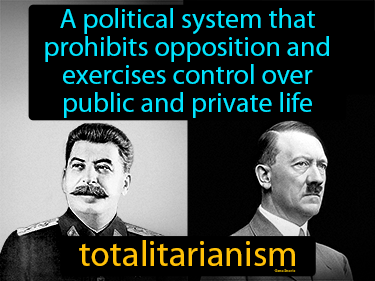 A political system that
prohibits opposition and
exercises control over
public and private life
totalitarianism